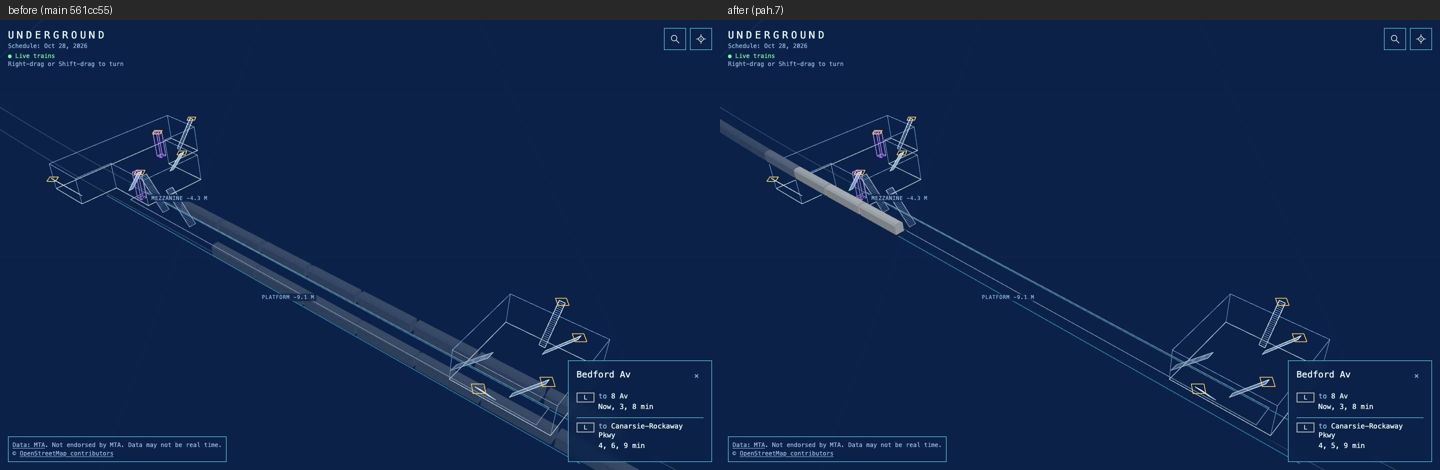 before (main 561cc55)
UNDERGROUND
Schedule: Oct 28, 2026
Live trains
Right-drag or Shift-drag to turn
MEZZANINE -4.3 M
PLATFORM -9.1 M
Bedford Av
×
L to 8 Av
Now, 3, 8 min
L to Canarsie-Rockaway
Pkwy
4, 6, 9 min
Data: MTA. Not endorsed by MTA. Data may not be real time.
© OpenStreetMap contributors
after (pah.7)
UNDERGROUND
Schedule: Oct 28, 2026
Live trains
Right-drag or Shift-drag to turn
MEZZANINE -4.3 M
PLATFORM -9.1 M
Bedford Av
×
L to 8 Av
Now, 3, 8 min
L to Canarsie-Rockaway
Pkwy
4, 5, 9 min
Data: MTA. Not endorsed by MTA. Data may not be real time.
© OpenStreetMap contributors